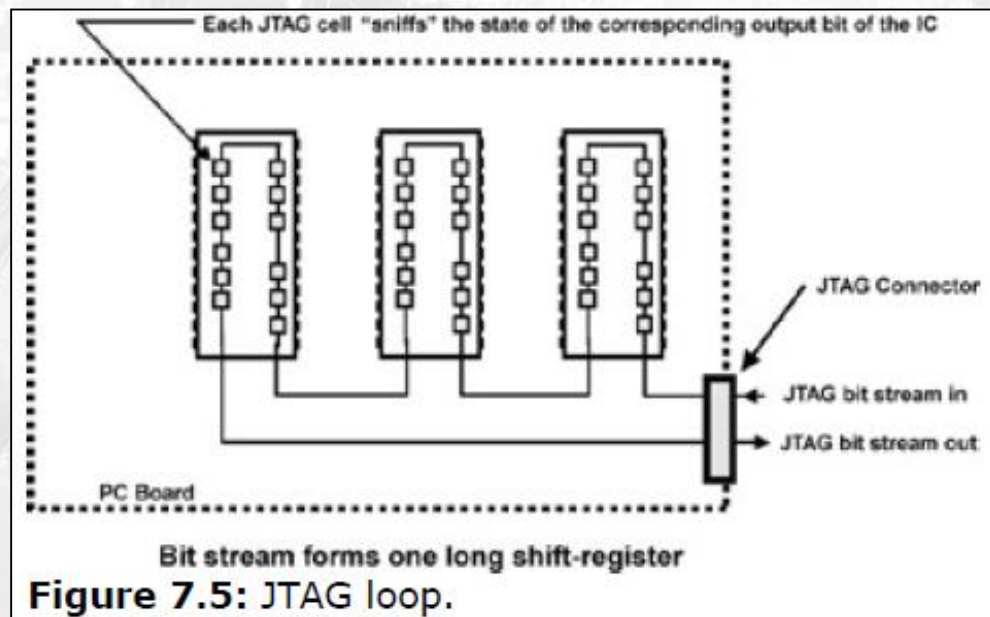 Each JTAG cell "sniffs" the state of the corresponding output bit of the IC
JTAG Connector
JTAG bit stream in
JTAG bit stream out
PC Board
Bit stream forms one long shift-register
Figure 7.5: JTAG loop.